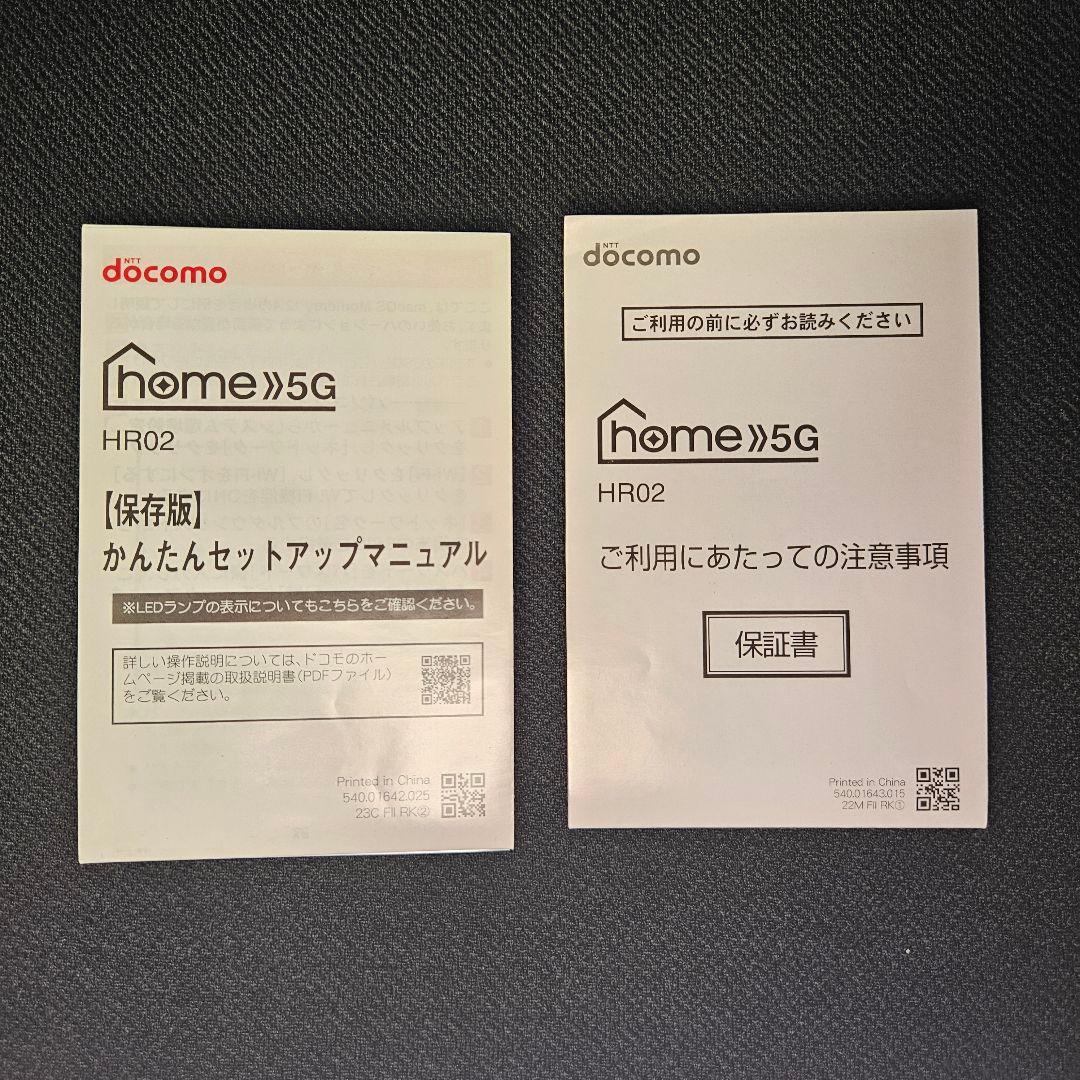 NTT
docomo
home 5G
HR02
【保存版】
かんたんセットアップマニュアル
※LEDランプの表示についてもこちらをご確認ください。
詳しい操作説明については、ドコモのホー
ムページ掲載の取扱説明書（PDFファイル）
をご覧ください。
Printed in China
540.01642.025
23C FII RK②
NTT
docomo
ご利用の前に必ずお読みください
home 5G
HR02
ご利用にあたっての注意事項
保証書
Printed in China
540.01643.015
22M FII RK①